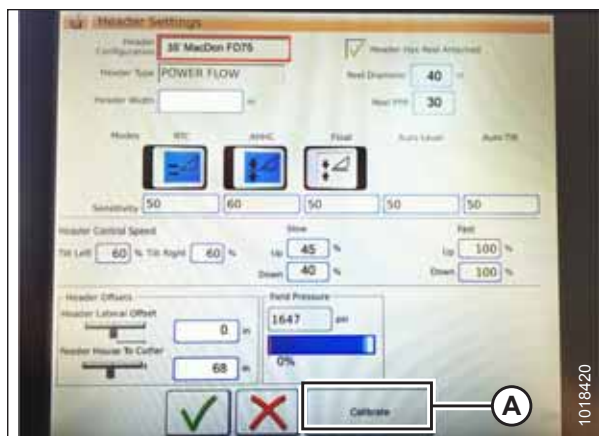 Header Settings
Header Configuration 35' MacDon FD75
Header Has Reel Attached
Header Type POWER FLOW
Reel Diameter 40 in
Header Width in
Reel PPR 30
Modes RTC AHHC Float Auto Level Auto Tilt
Sensitivity 50 60 50 50 50
Header Control Speed Slow Fast
Tilt Left 60 % Tilt Right 60 % Up 45 % Up 100 %
Down 40 % Down 100 %
Header Offsets Field Pressure
Header Lateral Offset 0 in 1647 psi
Feeder House To Cutter 68 in 0%
Calibrate
A
1018420